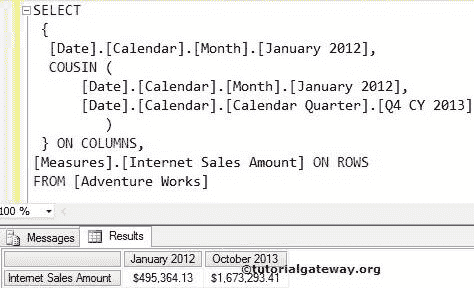 SELECT
{
[Date].[Calendar].[Month].[January 2012],
COUSIN (
[Date].[Calendar].[Month].[January 2012],
[Date].[Calendar].[Calendar Quarter].[Q4 CY 2013]
)
} ON COLUMNS,
[Measures].[Internet Sales Amount] ON ROWS
FROM [Adventure Works]
100 %
Messages Results
January 2012 October 2013
©tutorialgateway.org
Internet Sales Amount $495,364.13 $1,673,293.41